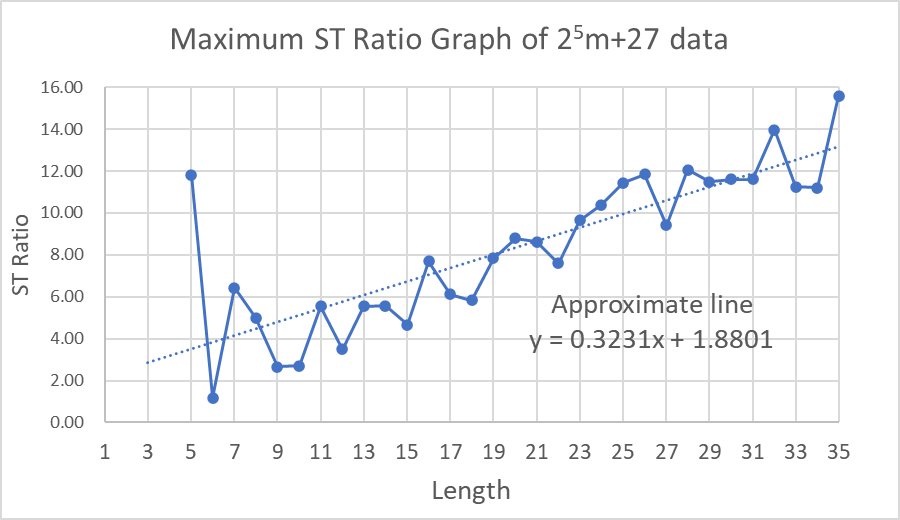 Maximum ST Ratio Graph of 2⁵m+27 data
16.00
14.00
12.00
10.00
8.00
6.00
4.00
2.00
0.00
ST Ratio
Approximate line
y = 0.3231x + 1.8801
1 3 5 7 9 11 13 15 17 19 21 23 25 27 29 31 33 35
Length